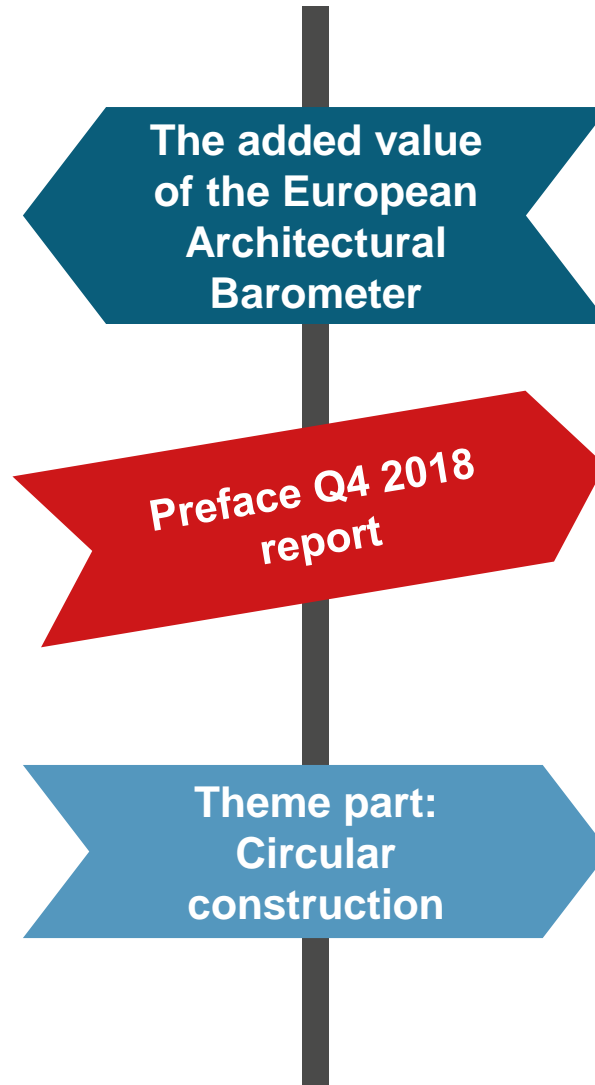 The added value
of the European
Architectural
Barometer
Preface Q4 2018
report
Theme part:
Circular
construction